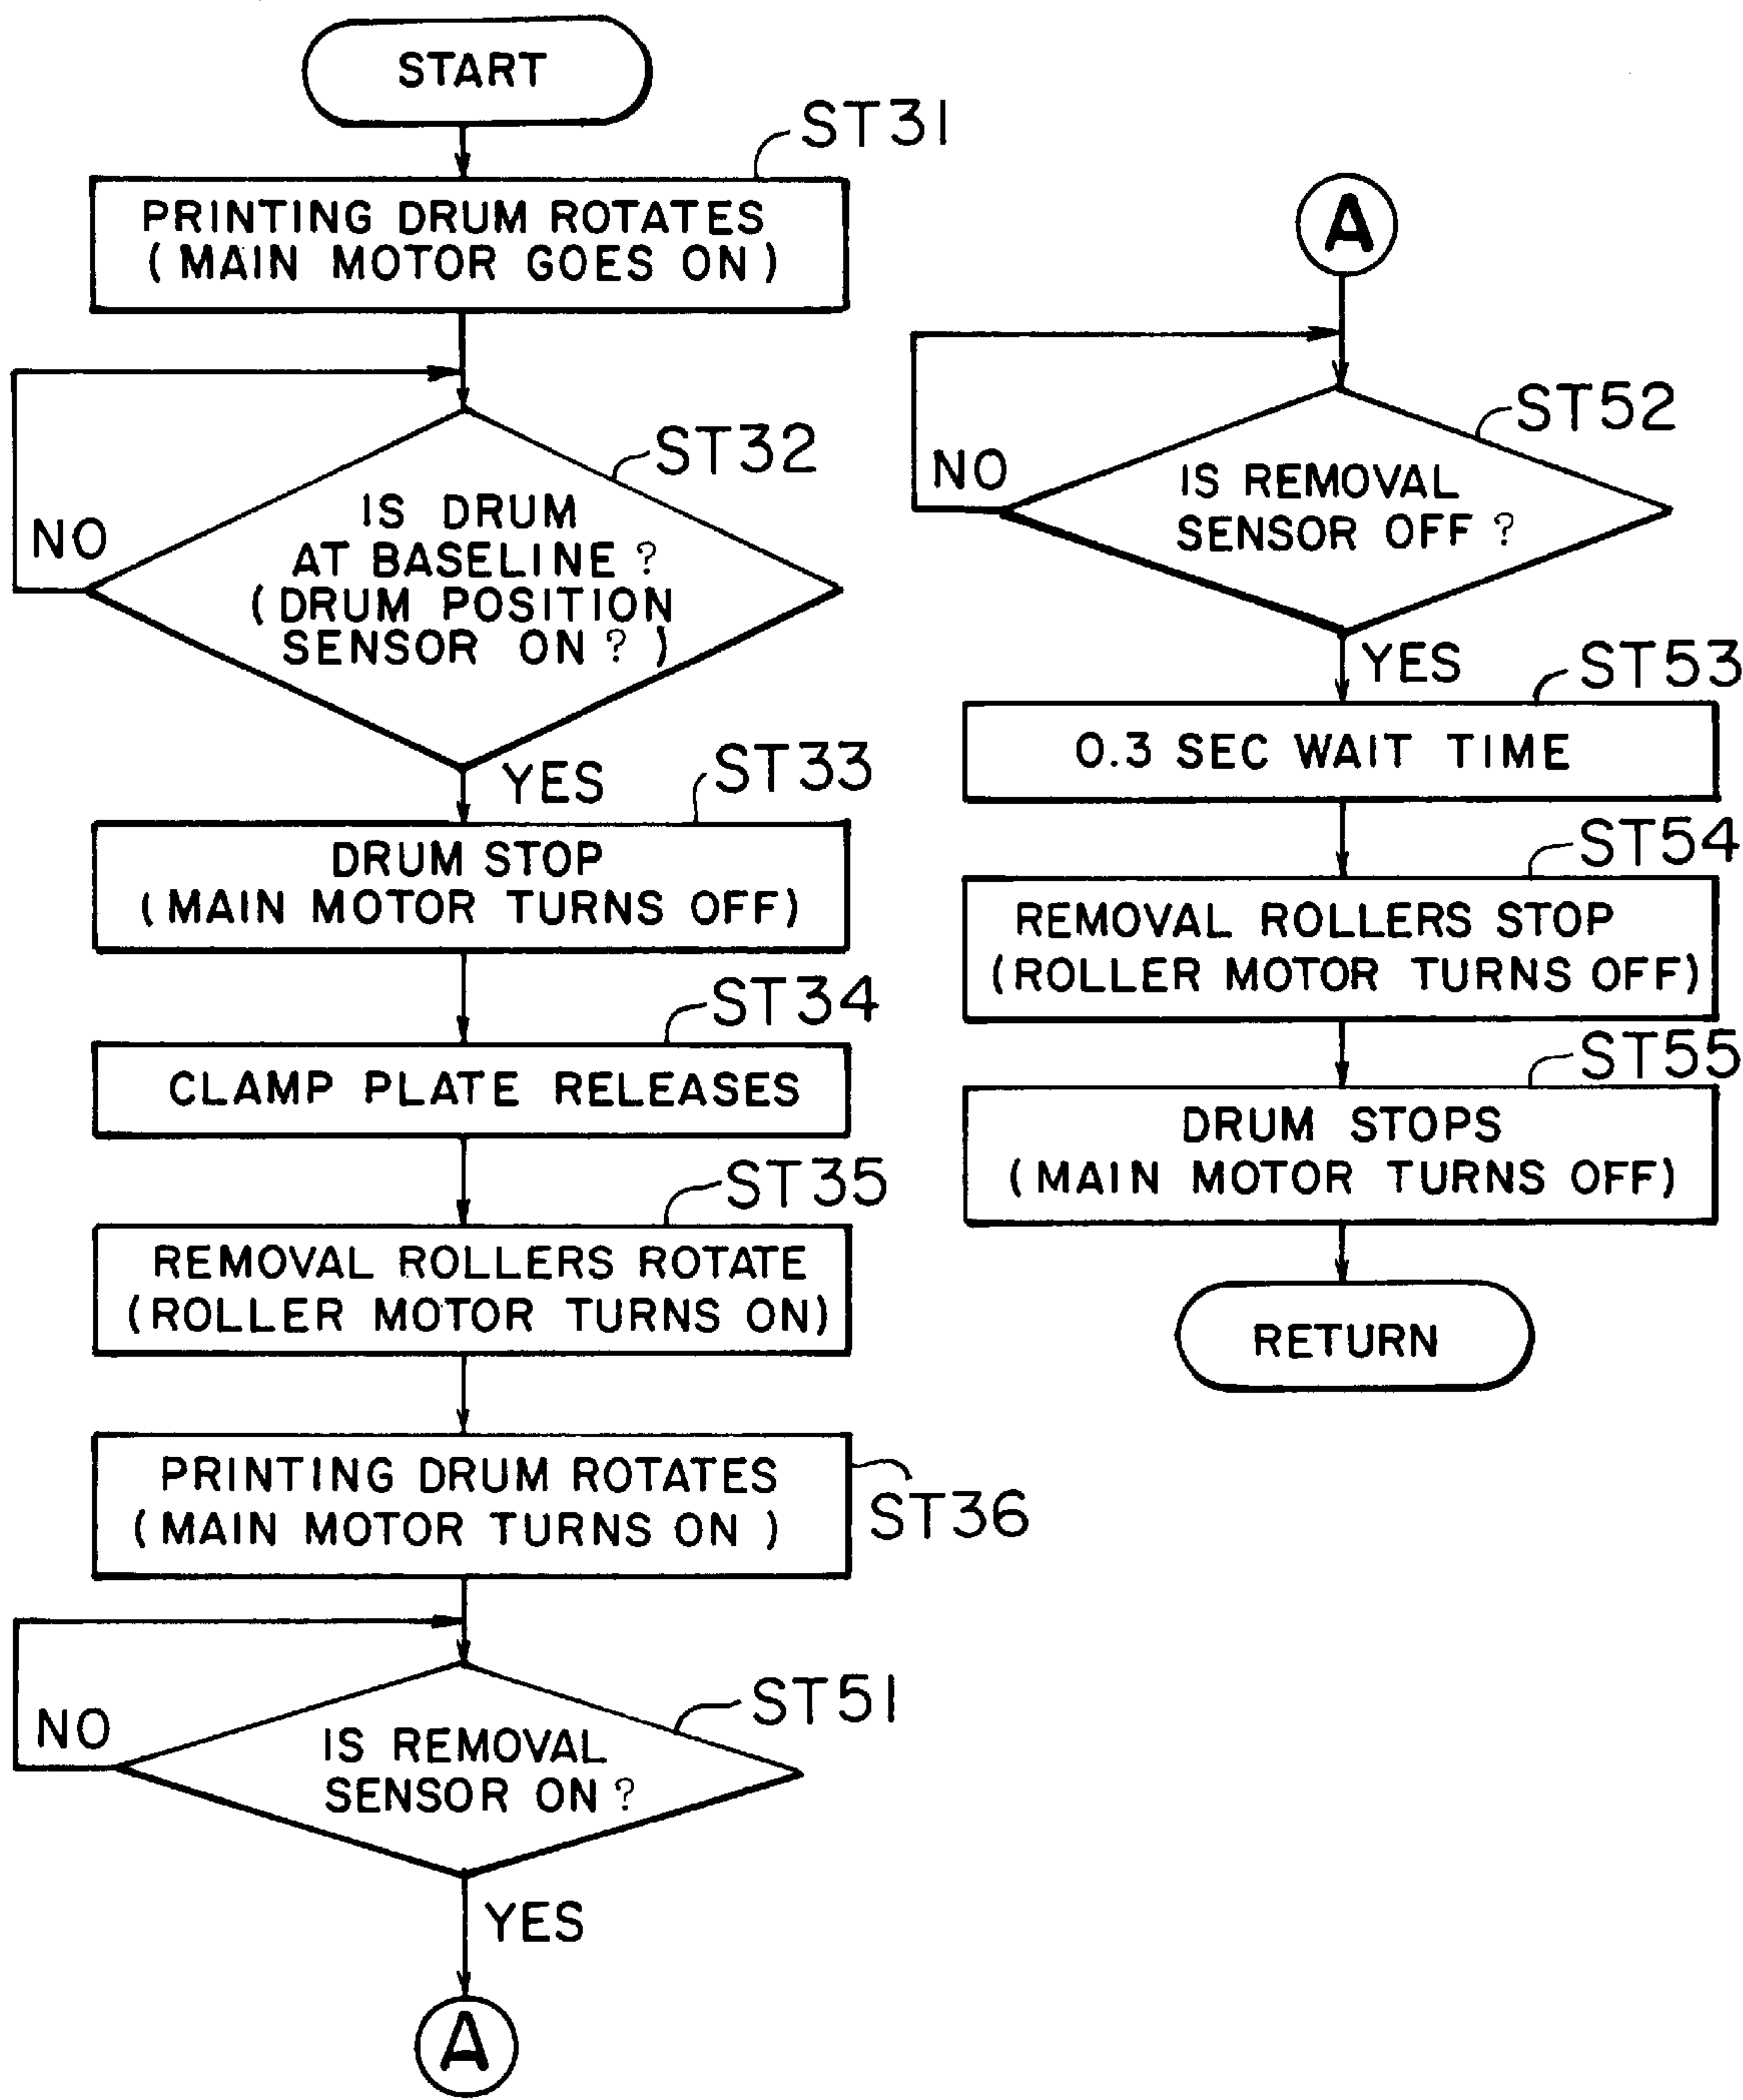 START
ST31
PRINTING DRUM ROTATES
(MAIN MOTOR GOES ON)
ST32
NO
IS DRUM
AT BASELINE?
(DRUM POSITION
SENSOR ON?)
YES
ST33
DRUM STOP
(MAIN MOTOR TURNS OFF)
ST34
CLAMP PLATE RELEASES
ST35
REMOVAL ROLLERS ROTATE
(ROLLER MOTOR TURNS ON)
PRINTING DRUM ROTATES
(MAIN MOTOR TURNS ON)
ST36
ST51
NO
IS REMOVAL
SENSOR ON?
YES
A
A
ST52
NO
IS REMOVAL
SENSOR OFF?
YES
ST53
0.3 SEC WAIT TIME
ST54
REMOVAL ROLLERS STOP
(ROLLER MOTOR TURNS OFF)
ST55
DRUM STOPS
(MAIN MOTOR TURNS OFF)
RETURN